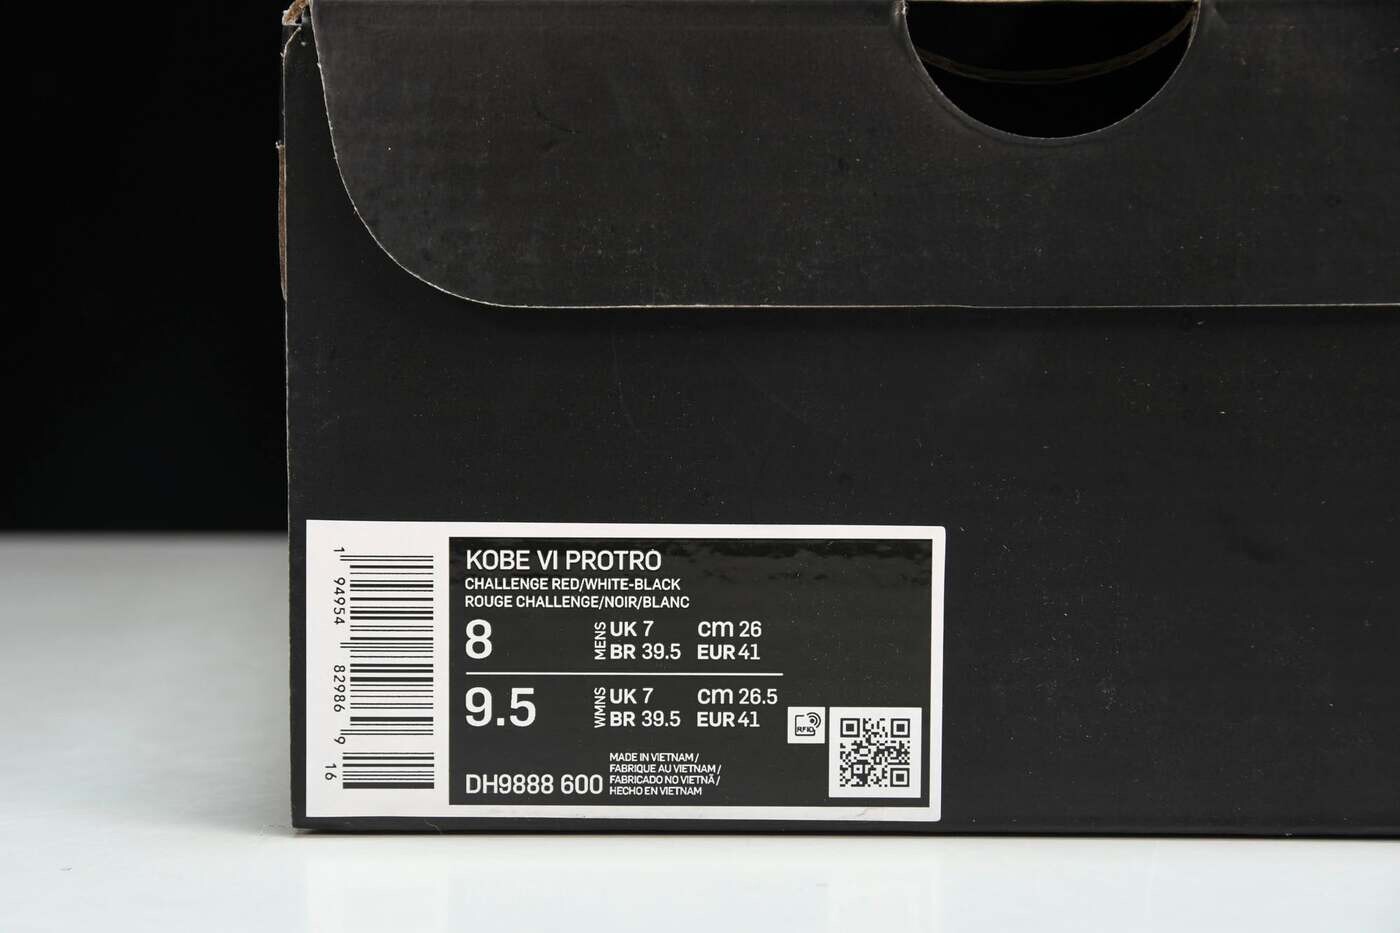 1 94954 82986 9 16
KOBE VI PROTRO
CHALLENGE RED/WHITE-BLACK
ROUGE CHALLENGE/NOIR/BLANC
8 MENS UK 7 CM 26
BR 39.5 EUR 41
9.5 WMNS UK 7 CM 26.5
BR 39.5 EUR 41
RFID
MADE IN VIETNAM /
FABRIQUE AU VIETNAM /
FABRICADO NO VIETNÃ /
HECHO EN VIETNAM
DH9888 600